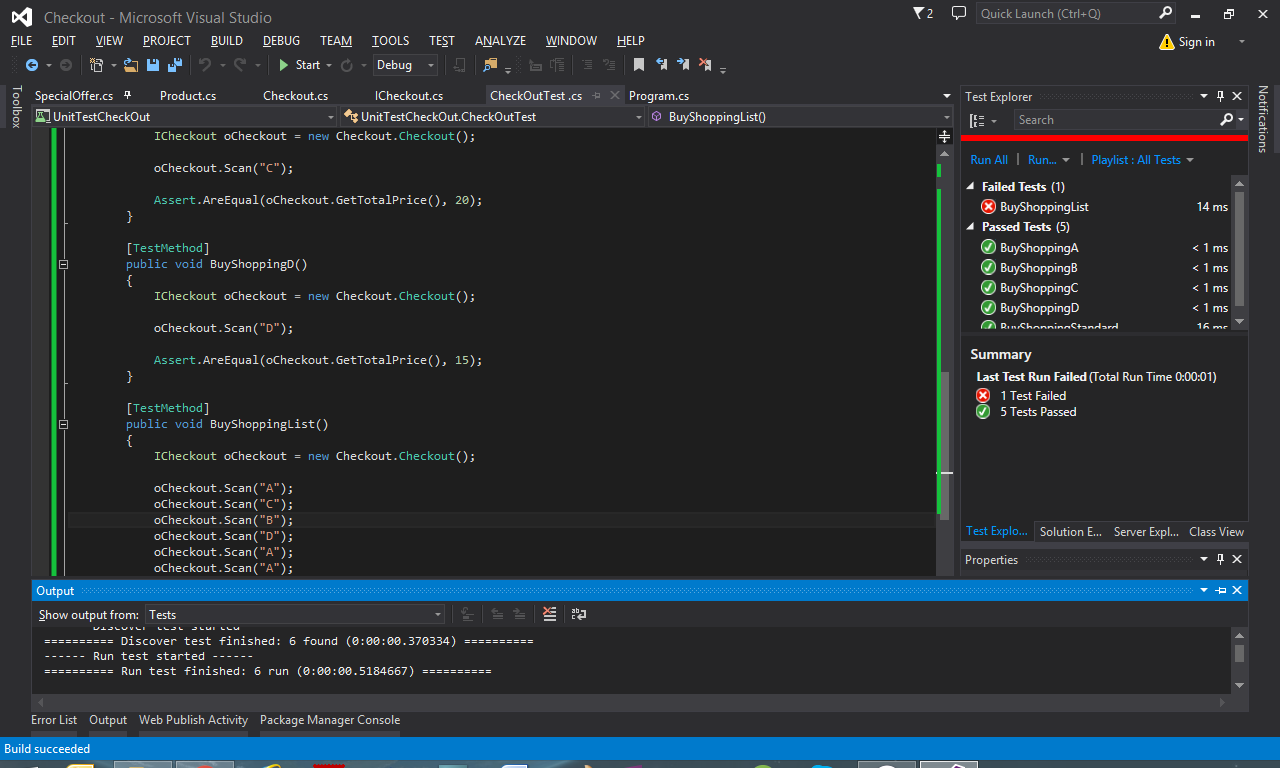 Checkout - Microsoft Visual Studio
2
Quick Launch (Ctrl+Q)
FILE EDIT VIEW PROJECT BUILD DEBUG TEAM TOOLS TEST ANALYZE WINDOW HELP
Sign in
Start Debug
Toolbox
SpecialOffer.cs Product.cs Checkout.cs ICheckout.cs CheckOutTest .cs Program.cs
UnitTestCheckOut UnitTestCheckOut.CheckOutTest BuyShoppingList()
ICheckout oCheckout = new Checkout.Checkout();
oCheckout.Scan("C");
Assert.AreEqual(oCheckout.GetTotalPrice(), 20);
}
[TestMethod]
public void BuyShoppingD()
{
ICheckout oCheckout = new Checkout.Checkout();
oCheckout.Scan("D");
Assert.AreEqual(oCheckout.GetTotalPrice(), 15);
}
[TestMethod]
public void BuyShoppingList()
{
ICheckout oCheckout = new Checkout.Checkout();
oCheckout.Scan("A");
oCheckout.Scan("C");
oCheckout.Scan("B");
oCheckout.Scan("D");
oCheckout.Scan("A");
oCheckout.Scan("A");
Test Explorer
Search
Run All | Run... | Playlist : All Tests
Failed Tests (1)
BuyShoppingList 14 ms
Passed Tests (5)
BuyShoppingA < 1 ms
BuyShoppingB < 1 ms
BuyShoppingC < 1 ms
BuyShoppingD < 1 ms
BuyShoppingStandard 16 ms
Summary
Last Test Run Failed (Total Run Time 0:00:01)
1 Test Failed
5 Tests Passed
Test Explo... Solution E... Server Expl... Class View
Properties
Notifications
Output
Show output from: Tests
Discover test started
========== Discover test finished: 6 found (0:00:00.370334) ==========
------ Run test started ------
========== Run test finished: 6 run (0:00:00.5184667) ==========
Error List Output Web Publish Activity Package Manager Console
Build succeeded